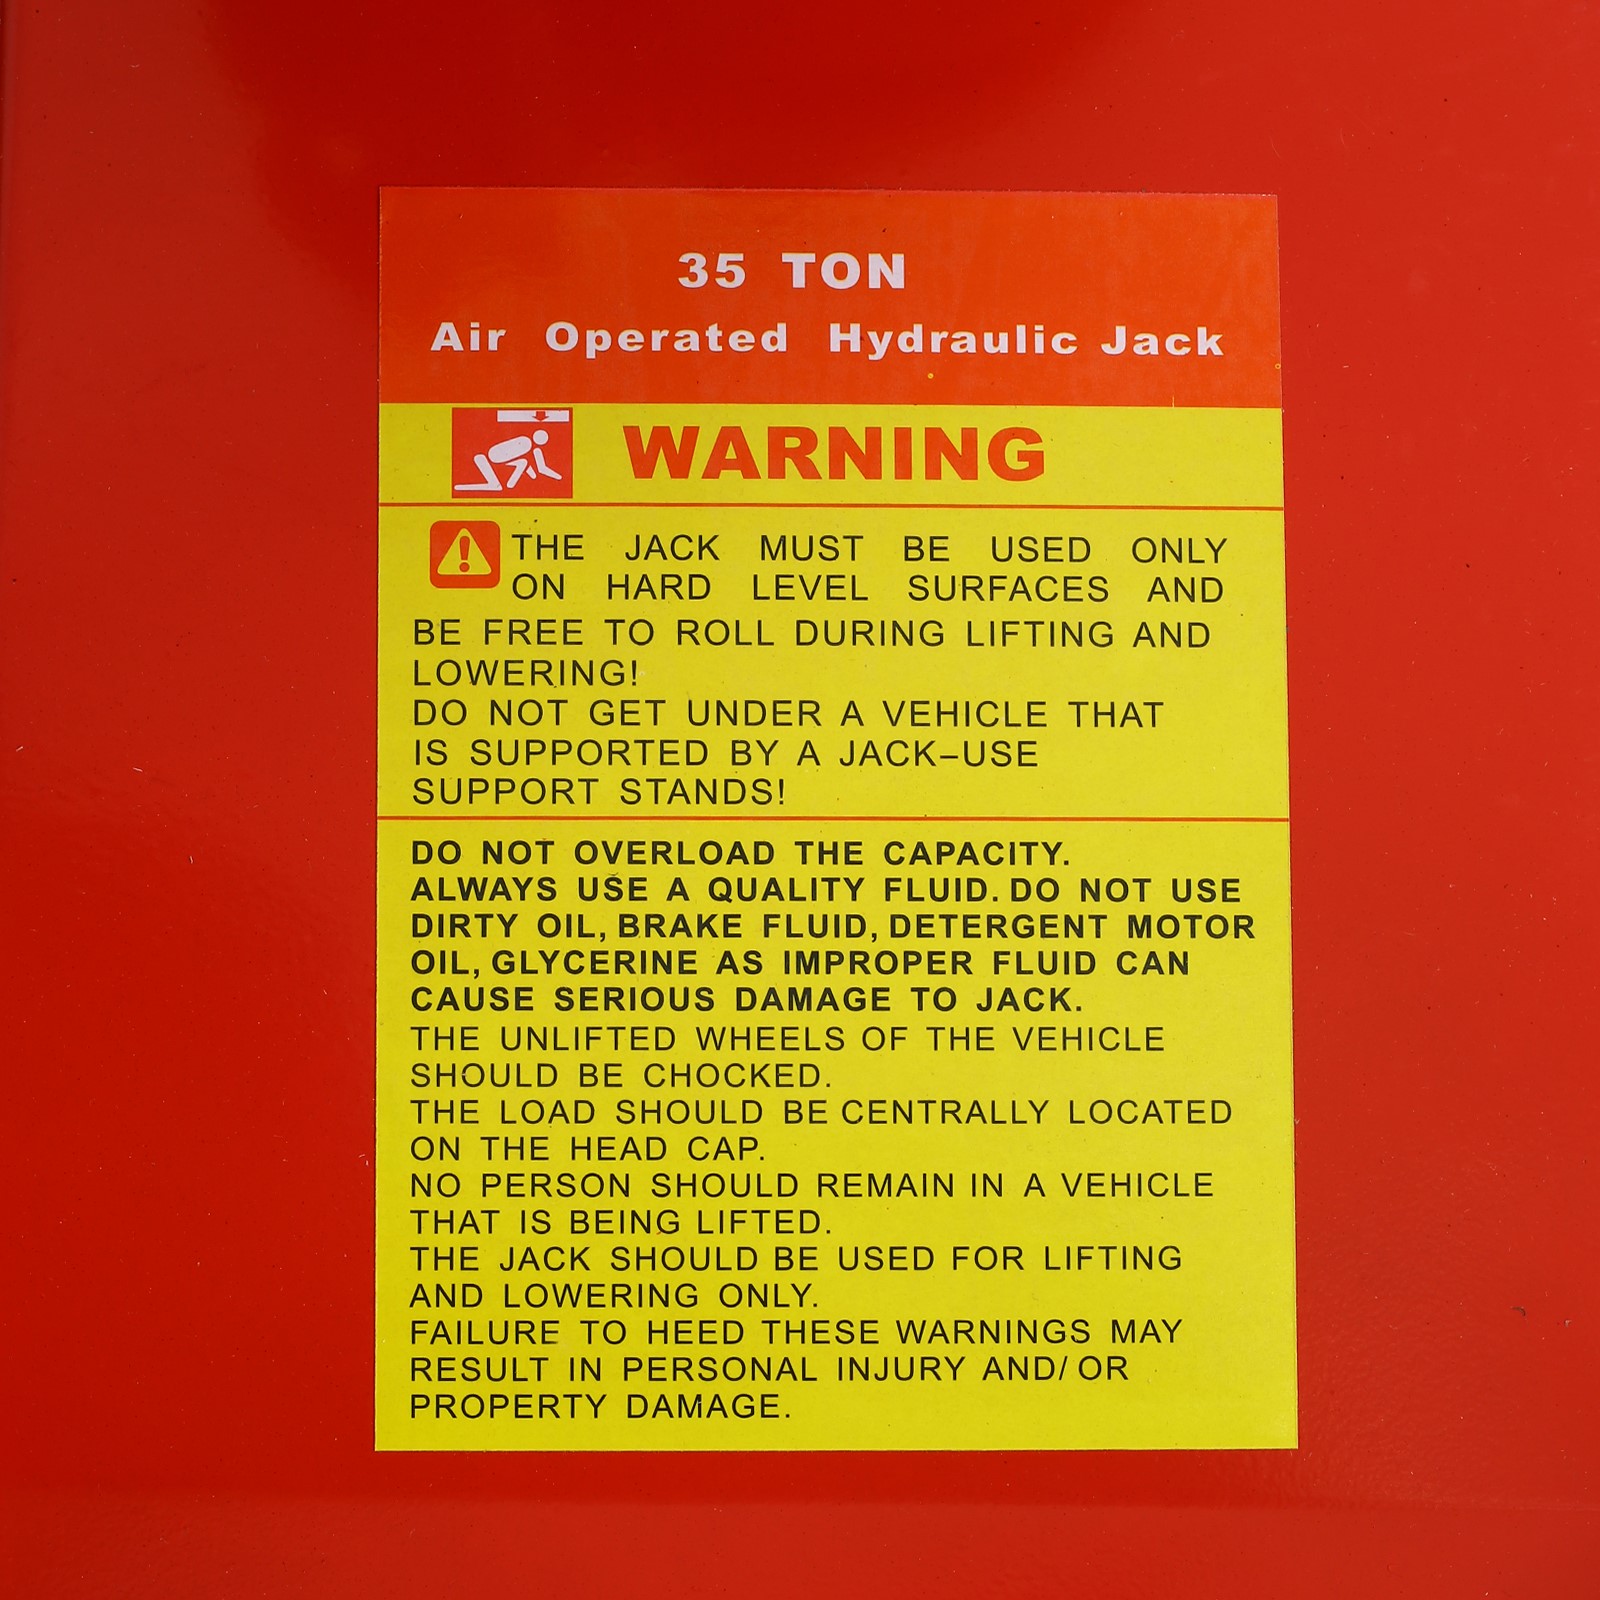 35 TON
Air Operated Hydraulic Jack
WARNING
THE JACK MUST BE USED ONLY
ON HARD LEVEL SURFACES AND
BE FREE TO ROLL DURING LIFTING AND
LOWERING!
DO NOT GET UNDER A VEHICLE THAT
IS SUPPORTED BY A JACK–USE
SUPPORT STANDS!
DO NOT OVERLOAD THE CAPACITY.
ALWAYS USE A QUALITY FLUID. DO NOT USE
DIRTY OIL, BRAKE FLUID, DETERGENT MOTOR
OIL, GLYCERINE AS IMPROPER FLUID CAN
CAUSE SERIOUS DAMAGE TO JACK.
THE UNLIFTED WHEELS OF THE VEHICLE
SHOULD BE CHOCKED.
THE LOAD SHOULD BE CENTRALLY LOCATED
ON THE HEAD CAP.
NO PERSON SHOULD REMAIN IN A VEHICLE
THAT IS BEING LIFTED.
THE JACK SHOULD BE USED FOR LIFTING
AND LOWERING ONLY.
FAILURE TO HEED THESE WARNINGS MAY
RESULT IN PERSONAL INJURY AND/ OR
PROPERTY DAMAGE.